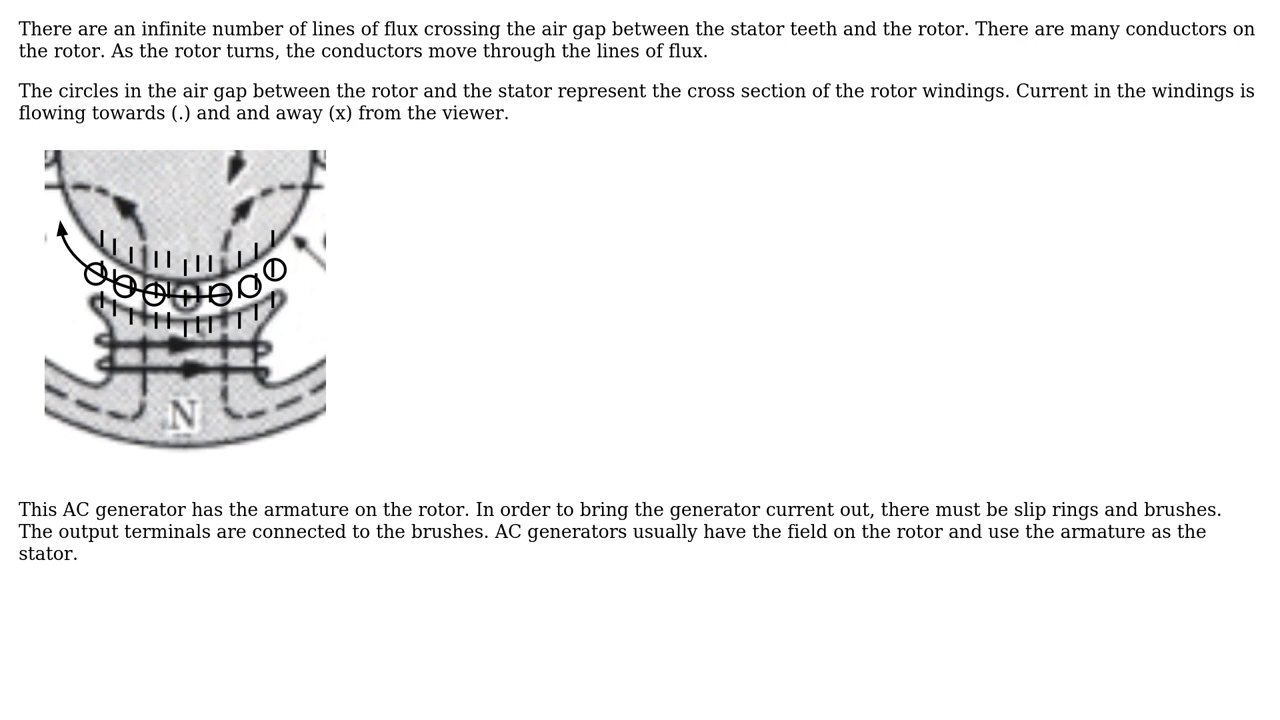 There are an infinite number of lines of flux crossing the air gap between the stator teeth and the rotor. There are many conductors on
the rotor. As the rotor turns, the conductors move through the lines of flux.
The circles in the air gap between the rotor and the stator represent the cross section of the rotor windings. Current in the windings is
flowing towards (.) and and away (x) from the viewer.
N
This AC generator has the armature on the rotor. In order to bring the generator current out, there must be slip rings and brushes.
The output terminals are connected to the brushes. AC generators usually have the field on the rotor and use the armature as the
stator.